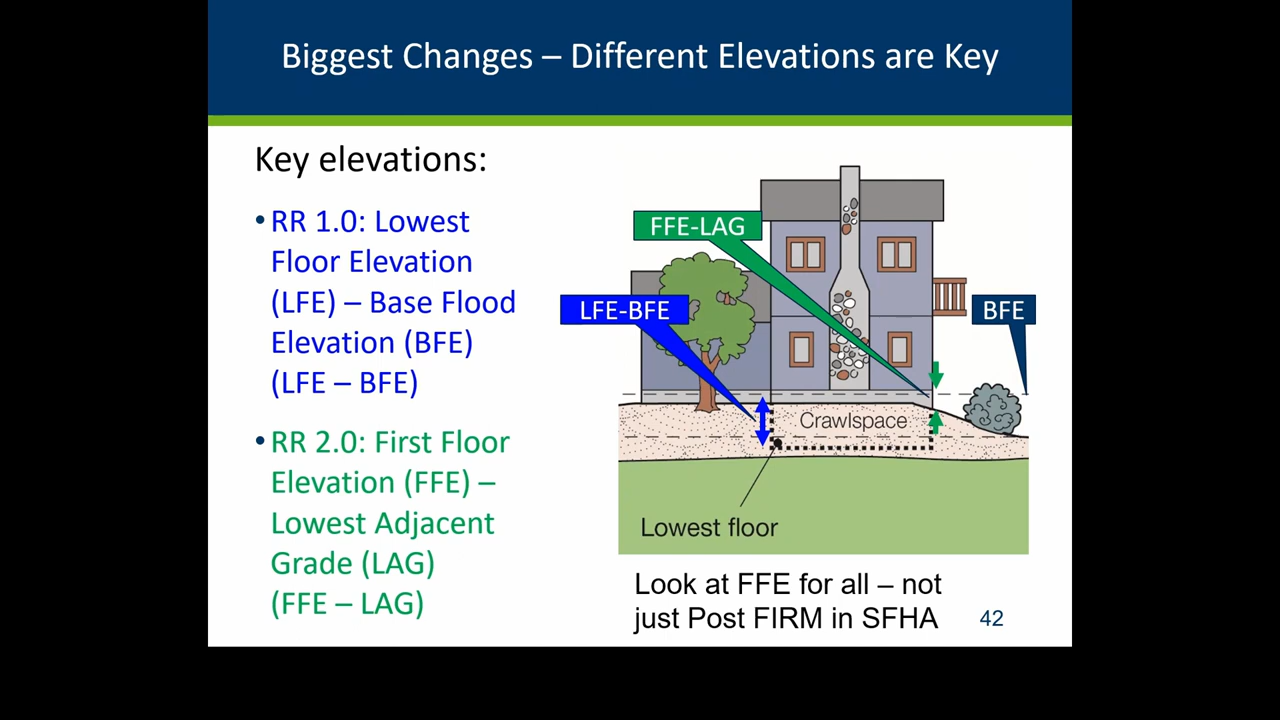 Biggest Changes – Different Elevations are Key
Key elevations:
• RR 1.0: Lowest
Floor Elevation
(LFE) – Base Flood
Elevation (BFE)
(LFE – BFE)
• RR 2.0: First Floor
Elevation (FFE) –
Lowest Adjacent
Grade (LAG)
(FFE – LAG)
FFE-LAG
LFE-BFE
BFE
Crawlspace
Lowest floor
Look at FFE for all – not
just Post FIRM in SFHA
42